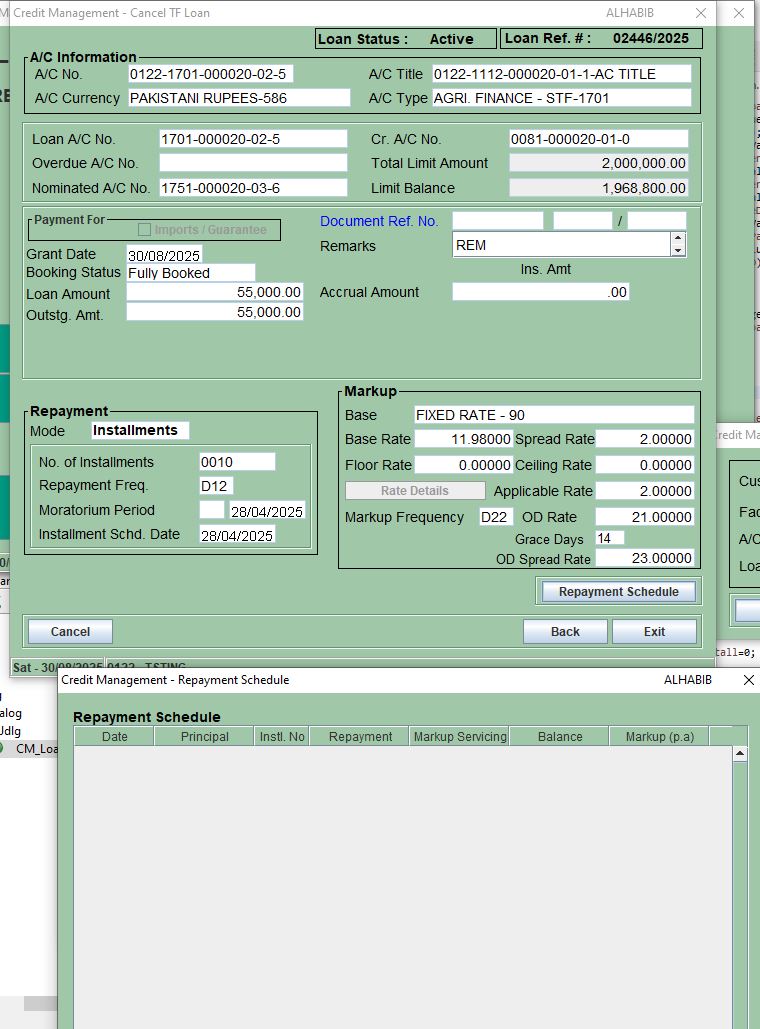 Credit Management - Cancel TF Loan ALHABIB
Loan Status : Active Loan Ref. # : 02446/2025
A/C Information
A/C No. 0122-1701-000020-02-5 A/C Title 0122-1112-000020-01-1-AC TITLE
A/C Currency PAKISTANI RUPEES-586 A/C Type AGRI. FINANCE - STF-1701
Loan A/C No. 1701-000020-02-5 Cr. A/C No. 0081-000020-01-0
Overdue A/C No. Total Limit Amount 2,000,000.00
Nominated A/C No. 1751-000020-03-6 Limit Balance 1,968,800.00
Payment For
Imports / Guarantee
Document Ref. No. /
Remarks REM
Grant Date 30/08/2025
Ins. Amt
Booking Status Fully Booked
Loan Amount 55,000.00 Accrual Amount .00
Outstg. Amt. 55,000.00
Repayment
Mode Installments
No. of Installments 0010
Repayment Freq. D12
Moratorium Period 28/04/2025
Installment Schd. Date 28/04/2025
Markup
Base FIXED RATE - 90
Base Rate 11.98000 Spread Rate 2.00000
Floor Rate 0.00000 Ceiling Rate 0.00000
Rate Details Applicable Rate 2.00000
Markup Frequency D22 OD Rate 21.00000
Grace Days 14
OD Spread Rate 23.00000
Repayment Schedule
Cancel Back Exit
Sat - 30/08/2025 0122 - TSTING
redit Ma
Cus
Fac
A/C
Loa
tall=0;
alog
Jdlg
CM_Loa
Credit Management - Repayment Schedule ALHABIB
Repayment Schedule
Date Principal Instl. No Repayment Markup Servicing Balance Markup (p.a)